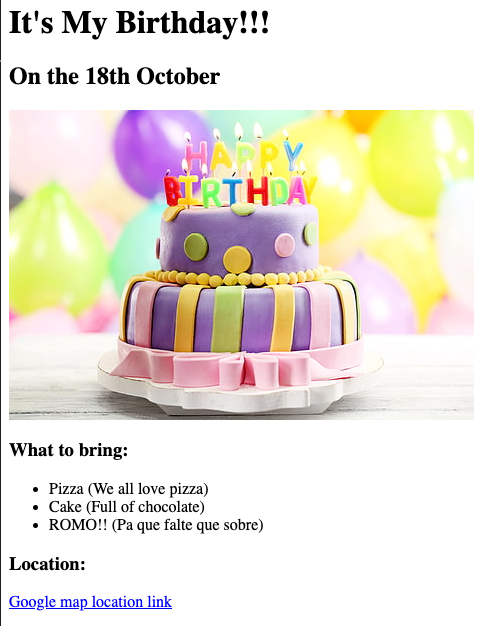 It's My Birthday!!!
On the 18th October
HAPPY
BIRTHDAY
What to bring:
Pizza (We all love pizza)
Cake (Full of chocolate)
ROMO!! (Pa que falte que sobre)
Location:
Google map location link